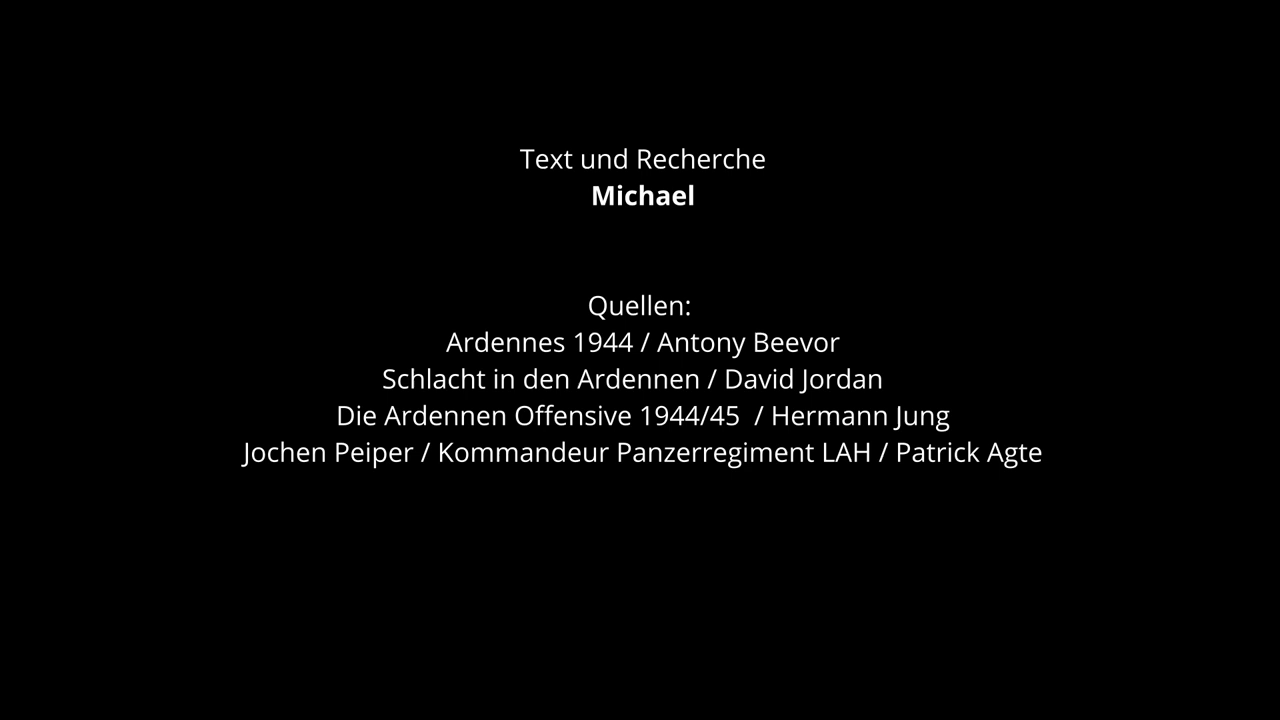 Text und Recherche
Michael
Quellen:
Ardennes 1944 / Antony Beevor
Schlacht in den Ardennen / David Jordan
Die Ardennen Offensive 1944/45  / Hermann Jung
Jochen Peiper / Kommandeur Panzerregiment LAH / Patrick Agte